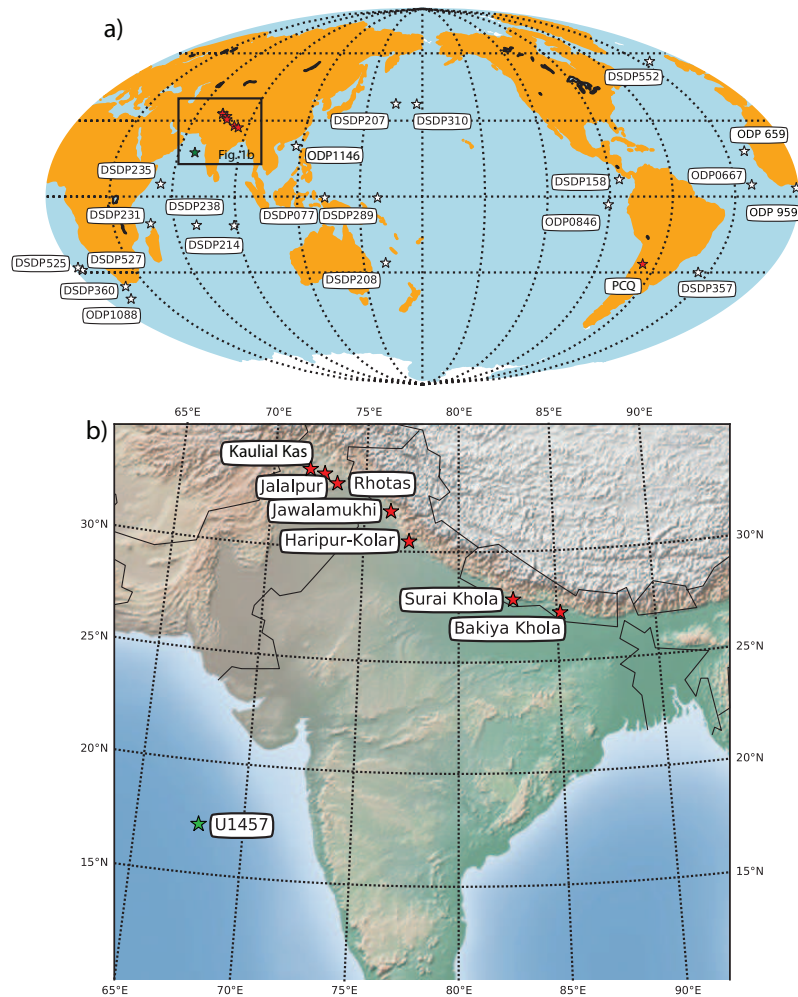 a)
DSDP552
DSDP207
DSDP310
ODP 659
Fig. 1b
ODP1146
DSDP235
DSDP158
ODP0667
DSDP238
DSDP077
DSDP289
ODP0846
ODP 959
DSDP231
DSDP214
DSDP525
DSDP527
DSDP208
DSDP360
PCQ
DSDP357
ODP1088
b)
65°E
70°E
75°E
80°E
85°E
90°E
Kaulial Kas
Jalalpur
Rhotas
Jawalamukhi
30°N
30°N
Haripur-Kolar
Surai Khola
Bakiya Khola
25°N
25°N
20°N
20°N
U1457
15°N
15°N
65°E
70°E
75°E
80°E
85°E
90°E